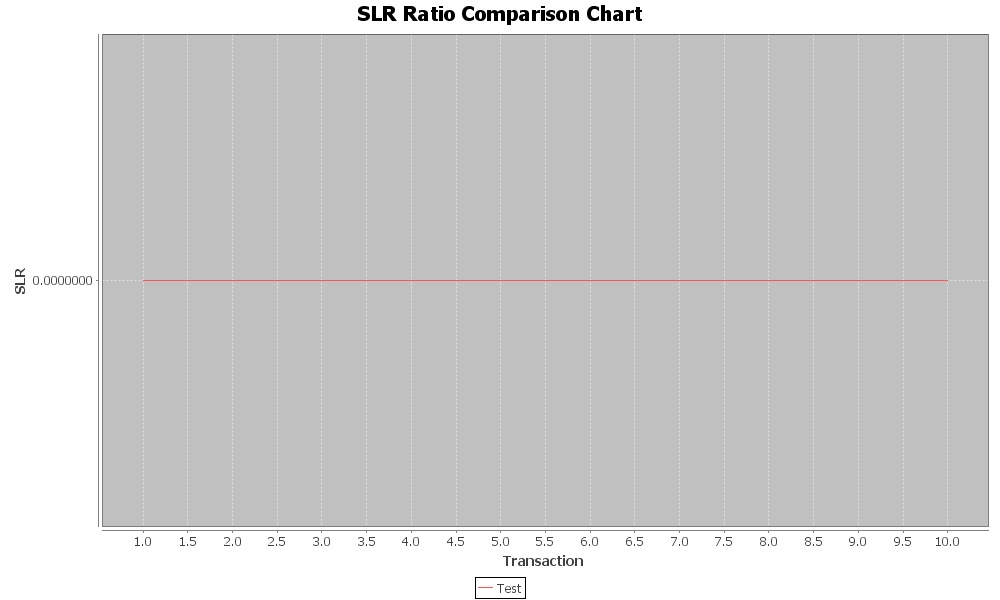 SLR Ratio Comparison Chart
SLR
0.0000000
1.0 1.5 2.0 2.5 3.0 3.5 4.0 4.5 5.0 5.5 6.0 6.5 7.0 7.5 8.0 8.5 9.0 9.5 10.0
Transaction
Test